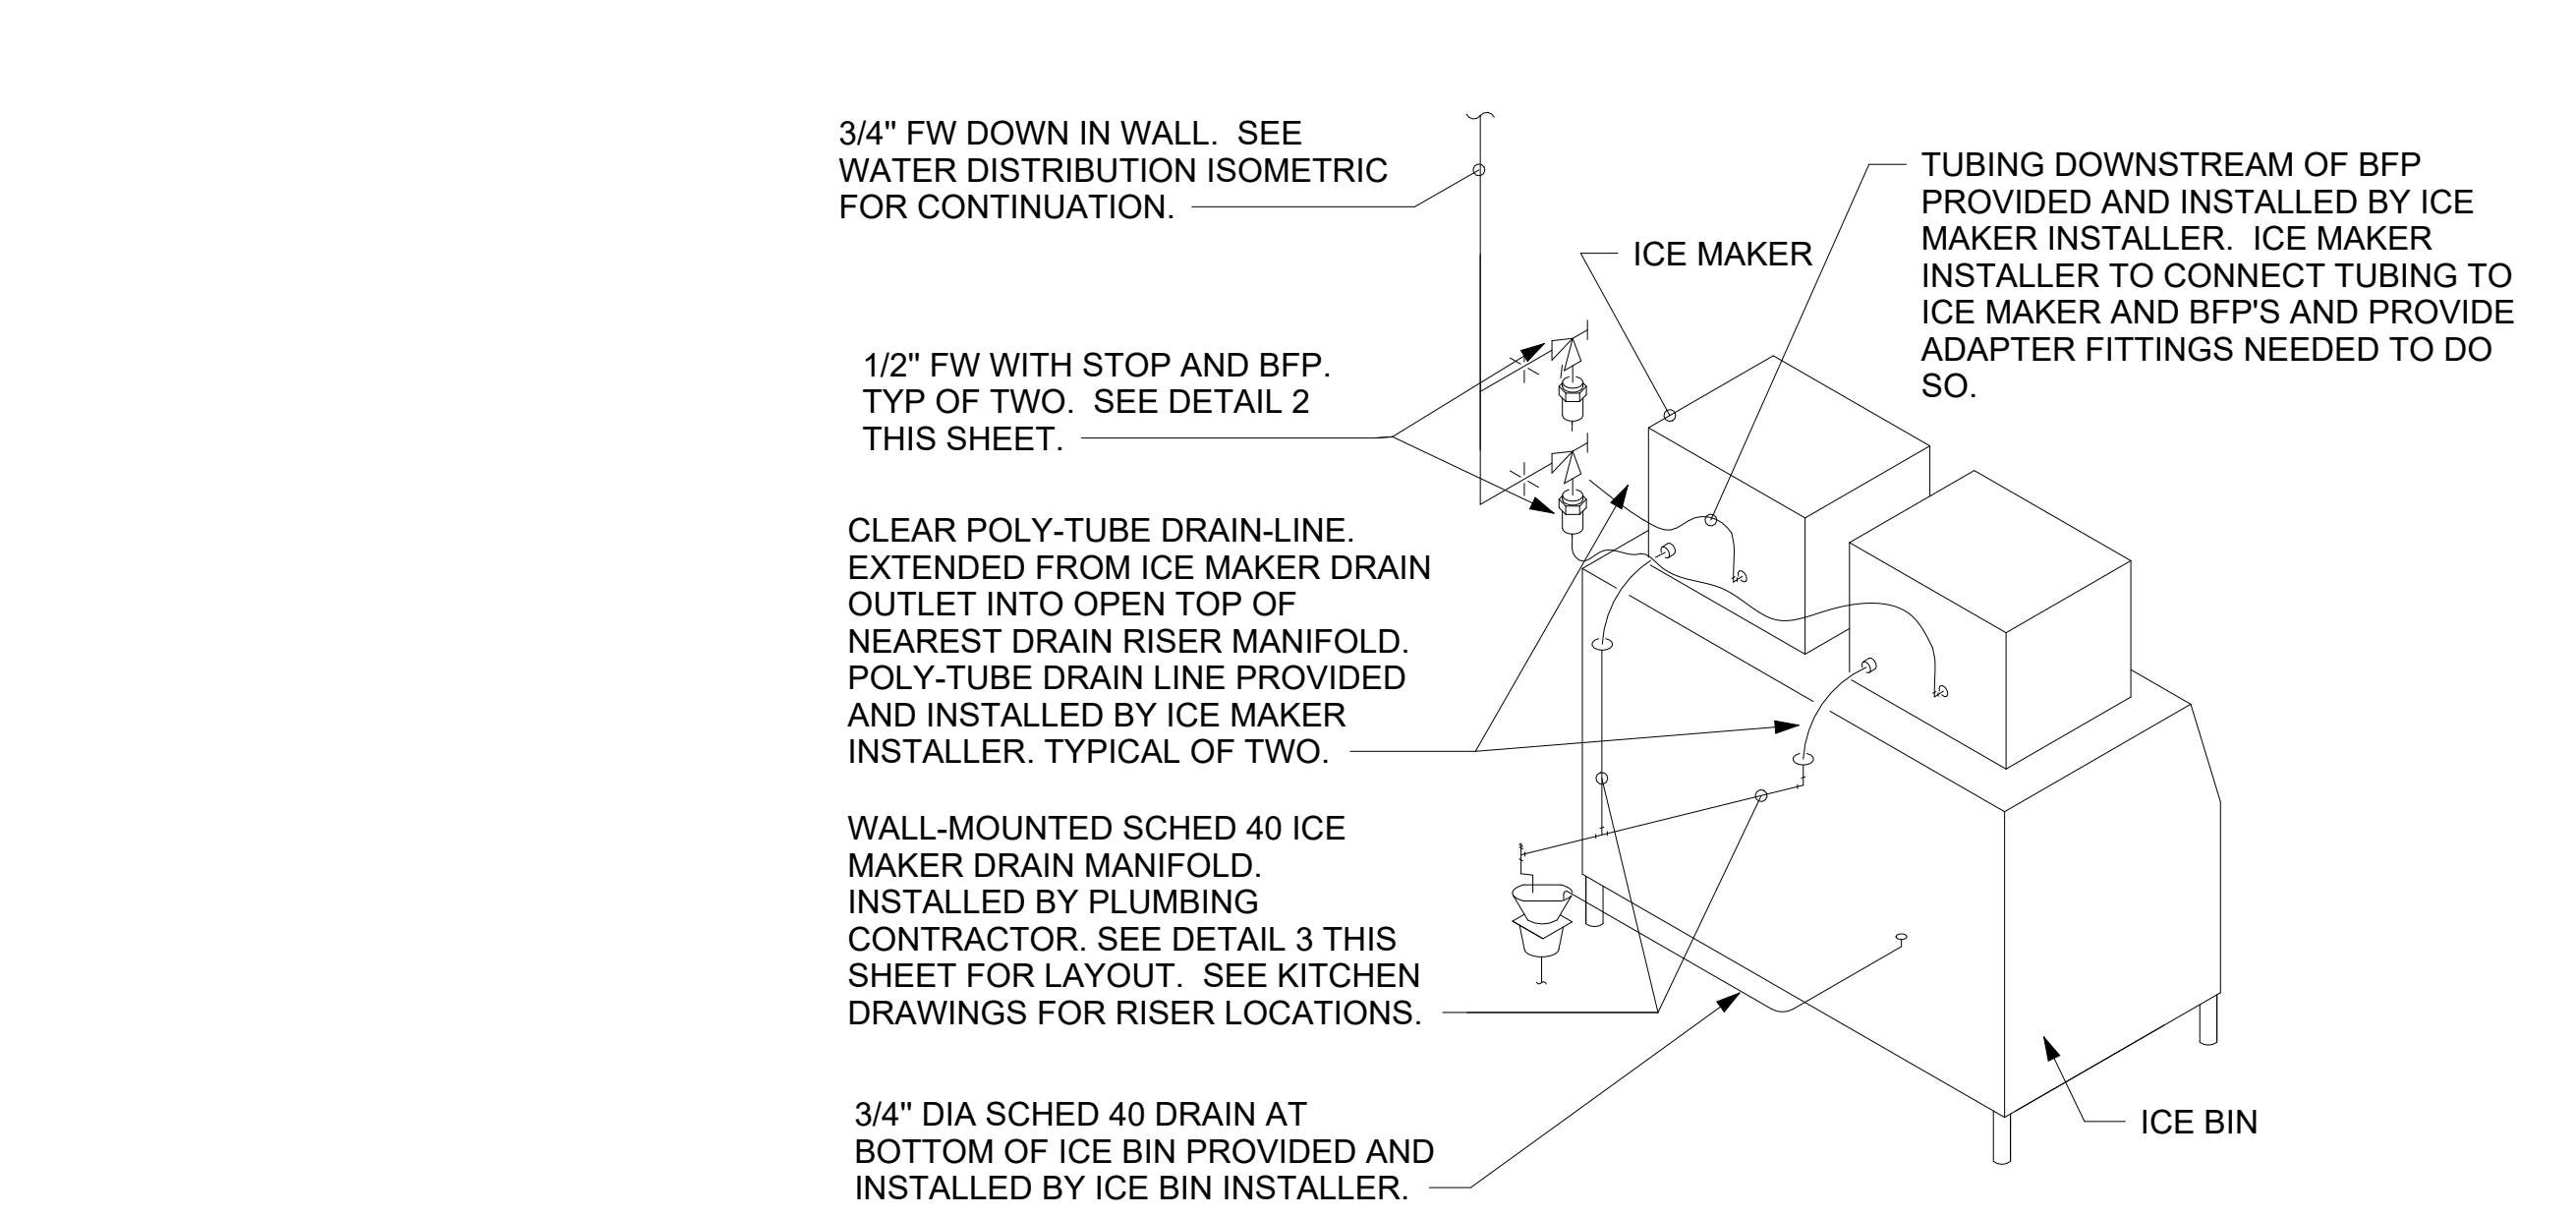 3/4" FW DOWN IN WALL.  SEE
WATER DISTRIBUTION ISOMETRIC
FOR CONTINUATION.
TUBING DOWNSTREAM OF BFP
PROVIDED AND INSTALLED BY ICE
MAKER INSTALLER.  ICE MAKER
INSTALLER TO CONNECT TUBING TO
ICE MAKER AND BFP'S AND PROVIDE
ADAPTER FITTINGS NEEDED TO DO
SO.
ICE MAKER
1/2" FW WITH STOP AND BFP.
TYP OF TWO.  SEE DETAIL 2
THIS SHEET.
CLEAR POLY-TUBE DRAIN-LINE.
EXTENDED FROM ICE MAKER DRAIN
OUTLET INTO OPEN TOP OF
NEAREST DRAIN RISER MANIFOLD.
POLY-TUBE DRAIN LINE PROVIDED
AND INSTALLED BY ICE MAKER
INSTALLER. TYPICAL OF TWO.
WALL-MOUNTED SCHED 40 ICE
MAKER DRAIN MANIFOLD.
INSTALLED BY PLUMBING
CONTRACTOR. SEE DETAIL 3 THIS
SHEET FOR LAYOUT.  SEE KITCHEN
DRAWINGS FOR RISER LOCATIONS.
3/4" DIA SCHED 40 DRAIN AT
BOTTOM OF ICE BIN PROVIDED AND
INSTALLED BY ICE BIN INSTALLER.
ICE BIN